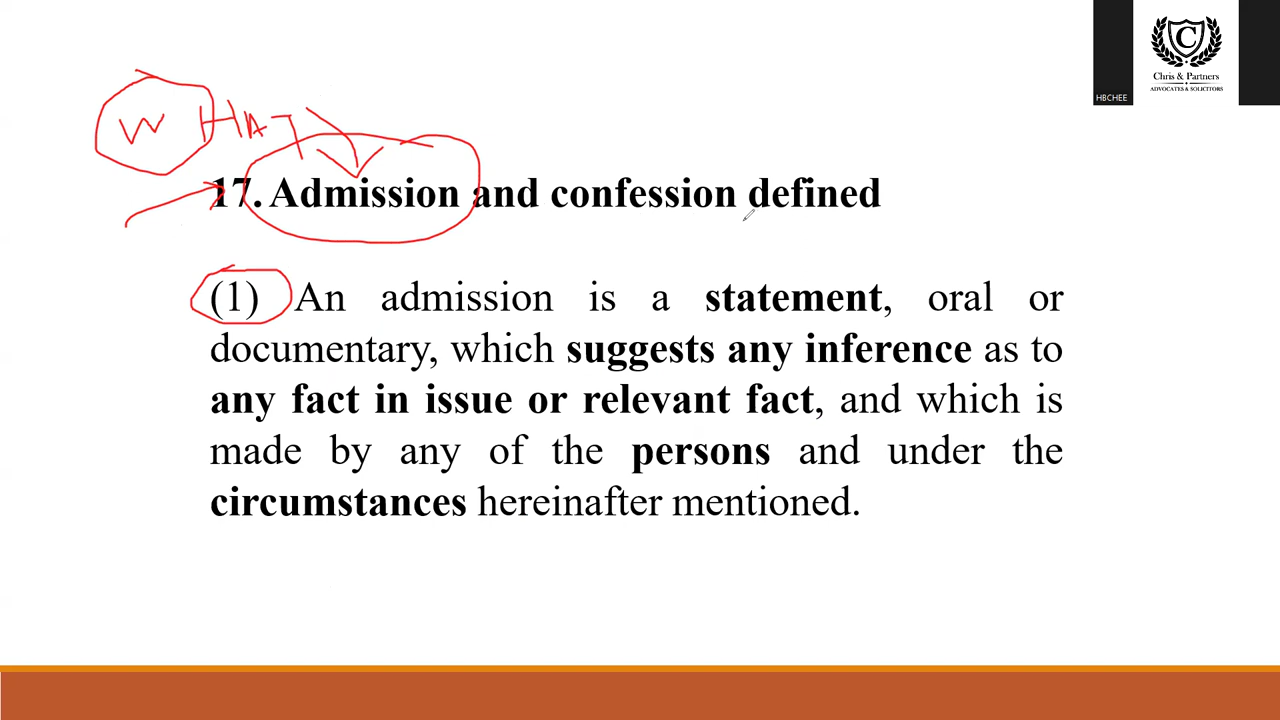 C
Chris & Partners
ADVOCATES & SOLICITORS
HBCHEE
WHAT
17. Admission and confession defined
(1) An admission is a statement, oral or
documentary, which suggests any inference as to
any fact in issue or relevant fact, and which is
made by any of the persons and under the
circumstances hereinafter mentioned.